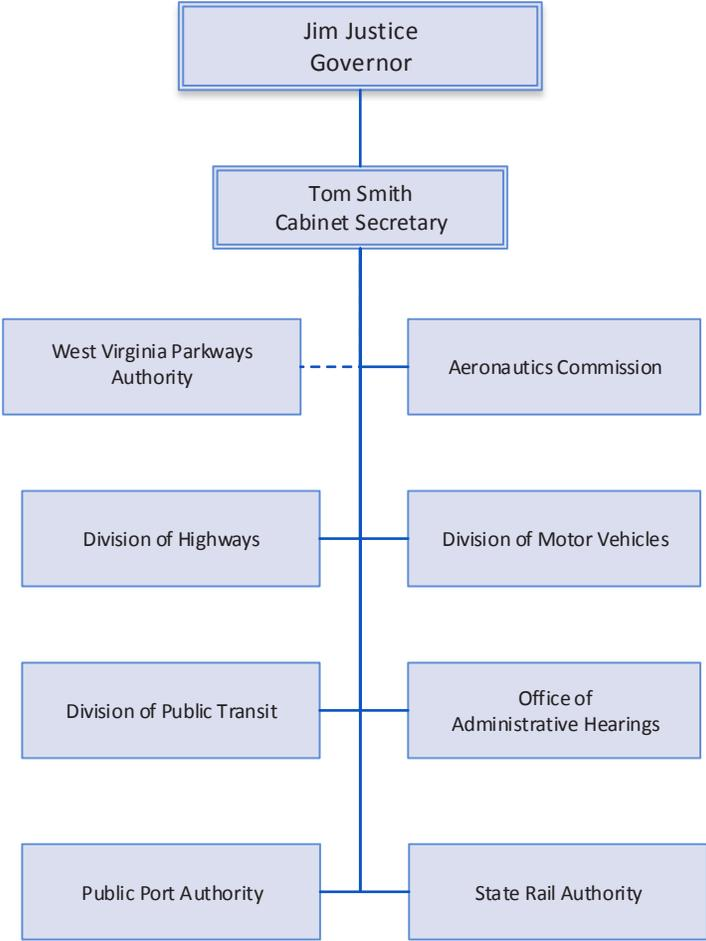 Jim Justice
Governor
Tom Smith
Cabinet Secretary
West Virginia Parkways
Authority
Aeronautics Commission
Division of Highways
Division of Motor Vehicles
Division of Public Transit
Office of
Administrative Hearings
Public Port Authority
State Rail Authority